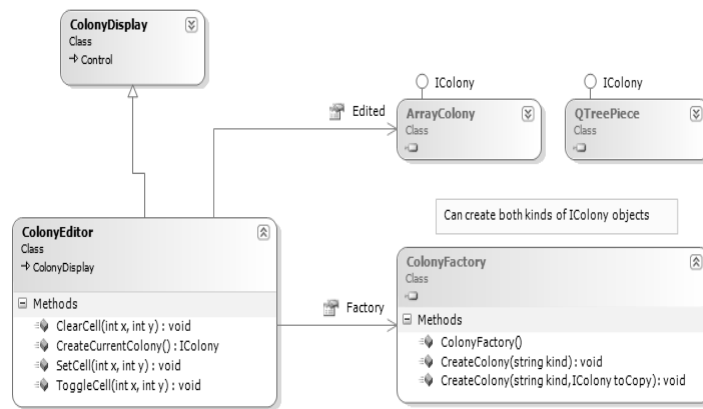 ColonyDisplay
Class
Control
IColony
IColony
Edited
ArrayColony
Class
QTreePiece
Class
Can create both kinds of IColony objects
ColonyEditor
Class
ColonyDisplay
Methods
ClearCell(int x, int y) : void
CreateCurrentColony() : IColony
SetCell(int x, int y) : void
ToggleCell(int x, int y) : void
Factory
ColonyFactory
Class
Methods
ColonyFactory()
CreateColony(string kind) : void
CreateColony(string kind,IColony toCopy) : void